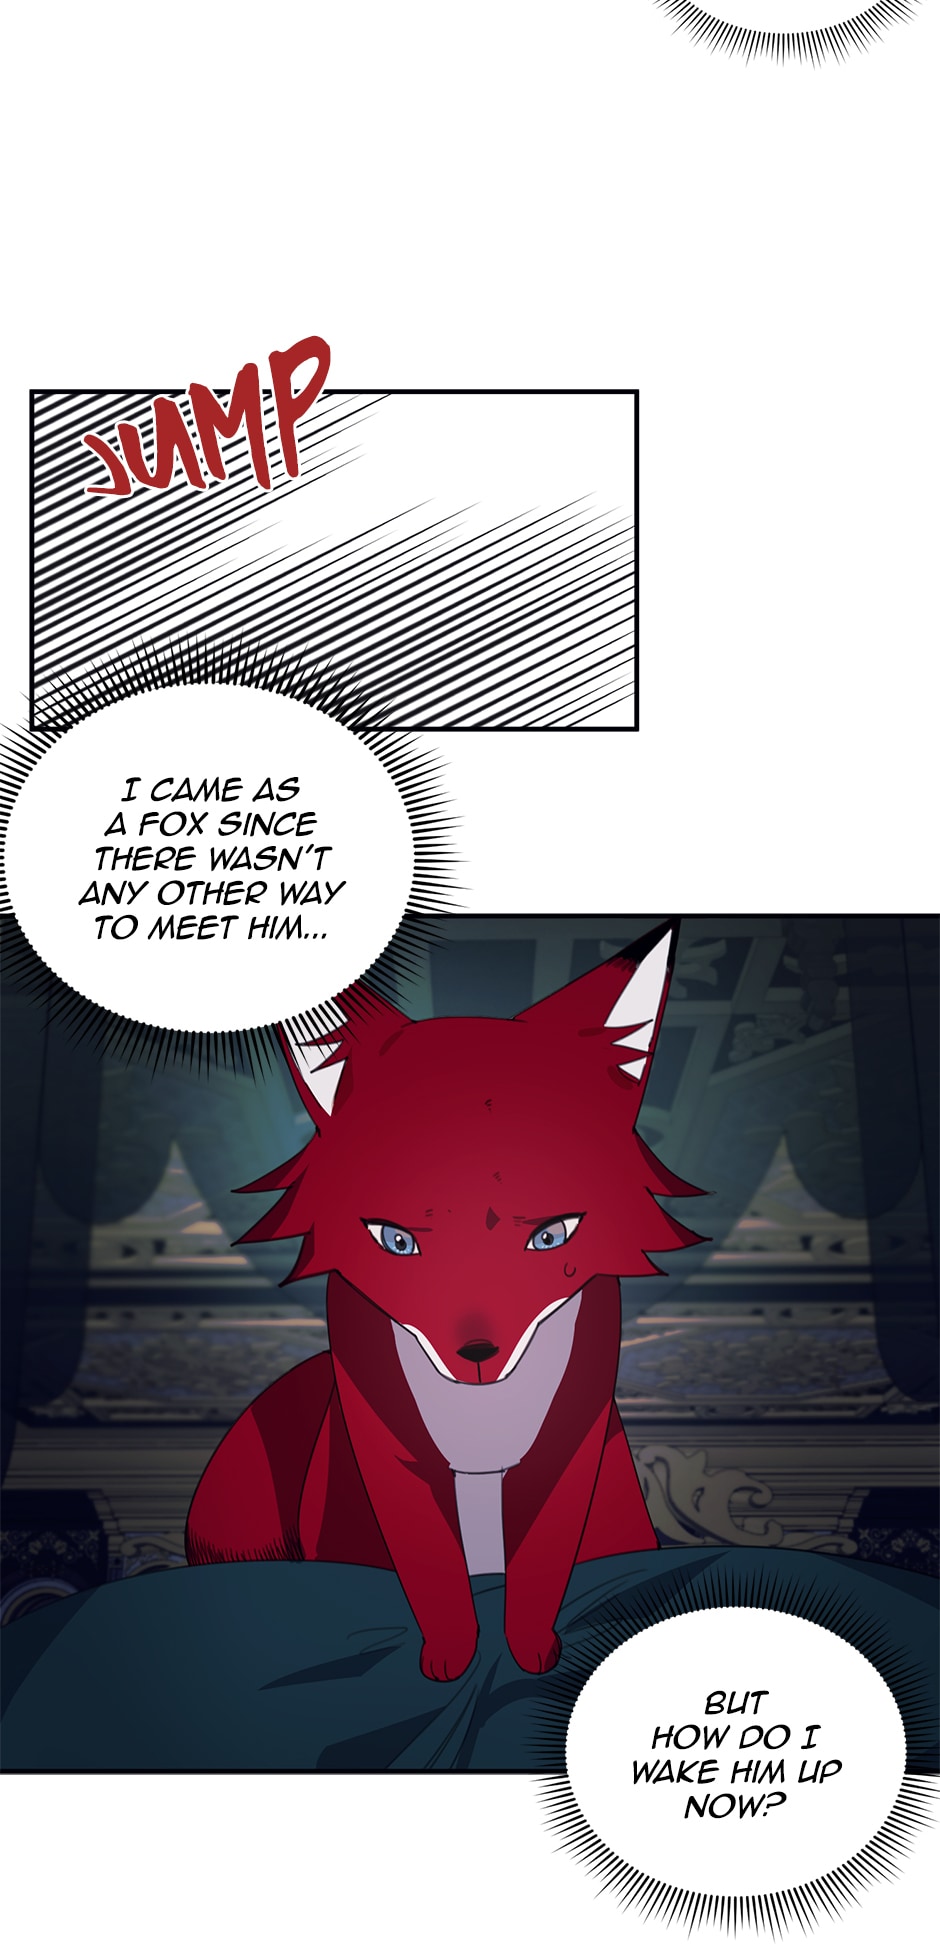 JUMP
I CAME AS
A FOX SINCE
THERE WASN'T
ANY OTHER WAY
TO MEET HIM...
BUT
HOW DO I
WAKE HIM UP
NOW?